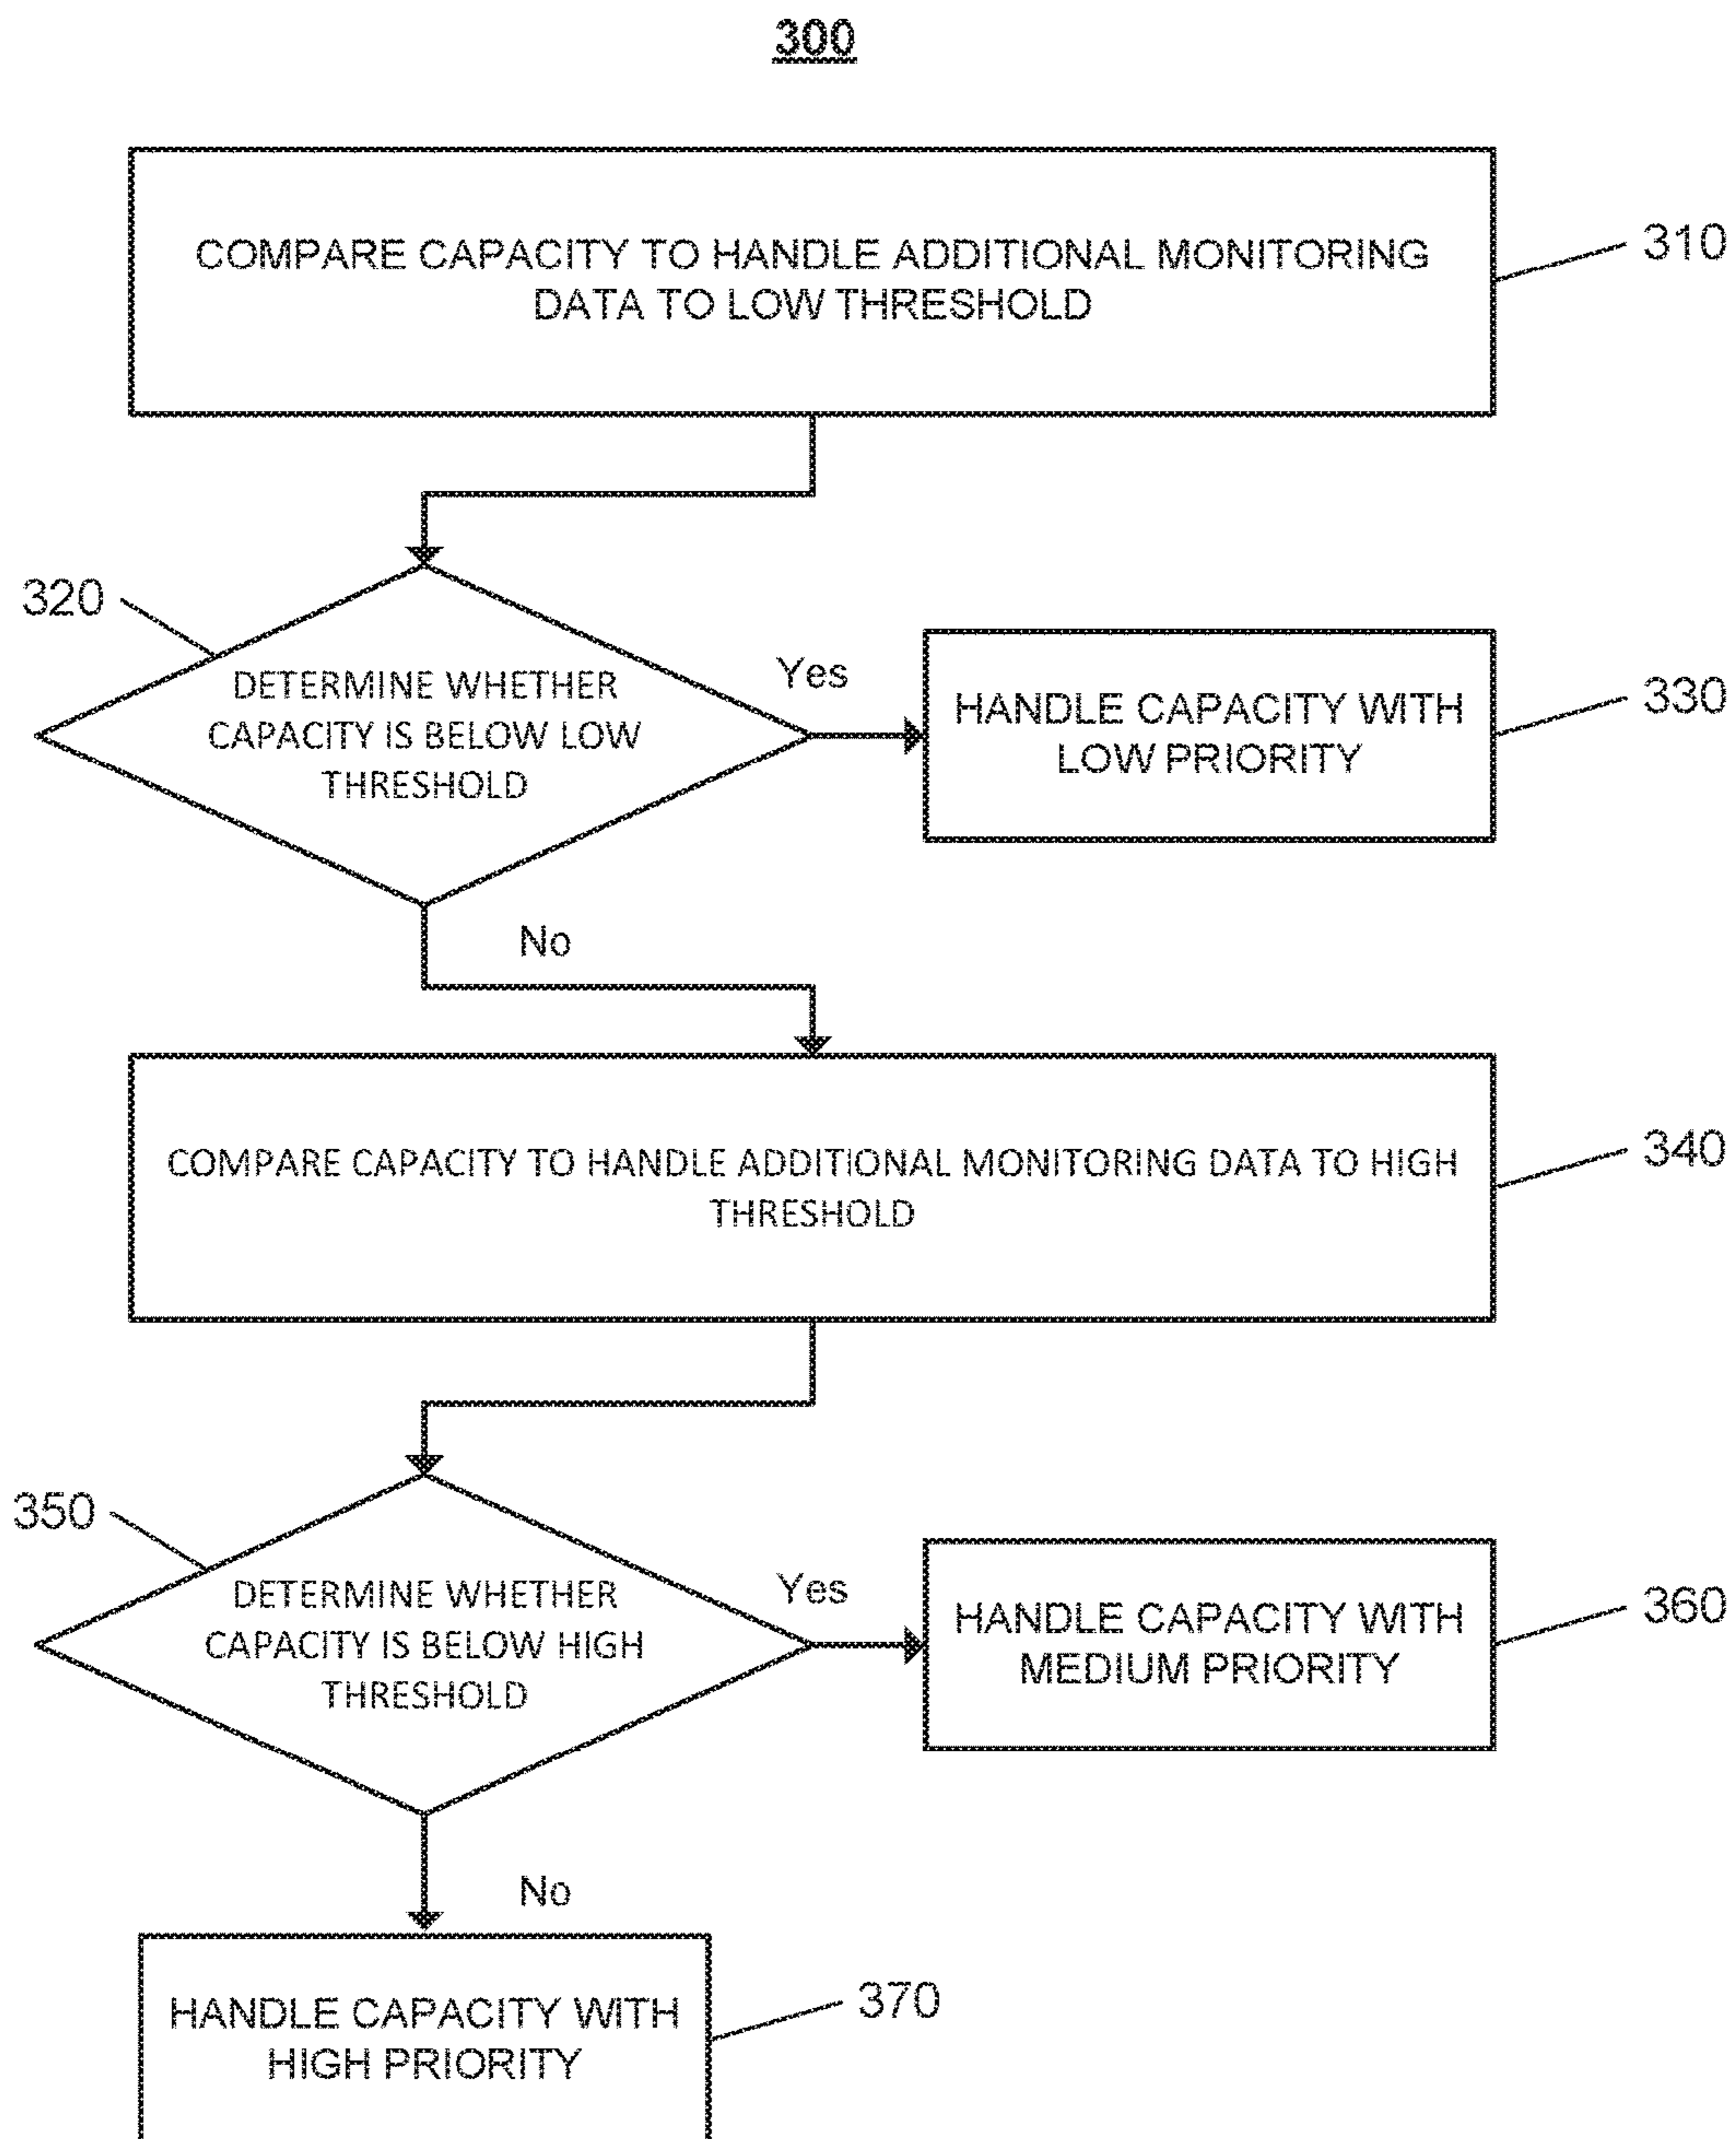 300
COMPARE CAPACITY TO HANDLE ADDITIONAL MONITORING
DATA TO LOW THRESHOLD
310
320
DETERMINE WHETHER
CAPACITY IS BELOW LOW
THRESHOLD
Yes
HANDLE CAPACITY WITH
LOW PRIORITY
330
No
COMPARE CAPACITY TO HANDLE ADDITIONAL MONITORING DATA TO HIGH
THRESHOLD
340
350
DETERMINE WHETHER
CAPACITY IS BELOW HIGH
THRESHOLD
Yes
HANDLE CAPACITY WITH
MEDIUM PRIORITY
360
No
HANDLE CAPACITY WITH
HIGH PRIORITY
370